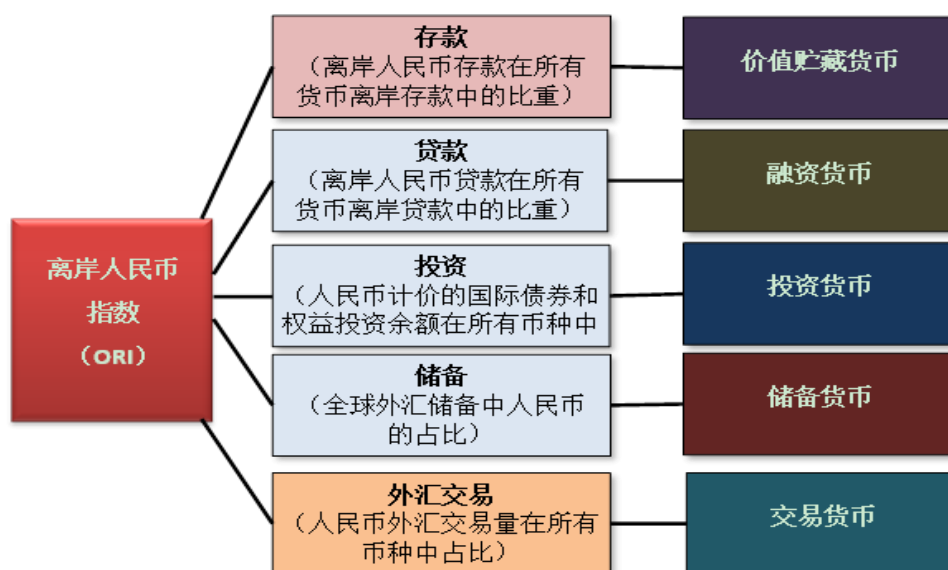 离岸人民币
指数
（ORI）
存款
（离岸人民币存款在所有
货币离岸存款中的比重）
价值贮藏货币
贷款
（离岸人民币贷款在所有
货币离岸贷款中的比重）
融资货币
投资
（人民币计价的国际债券和
权益投资余额在所有币种中
投资货币
储备
（全球外汇储备中人民币
的占比）
储备货币
外汇交易
（人民币外汇交易量在所有
币种中占比）
交易货币